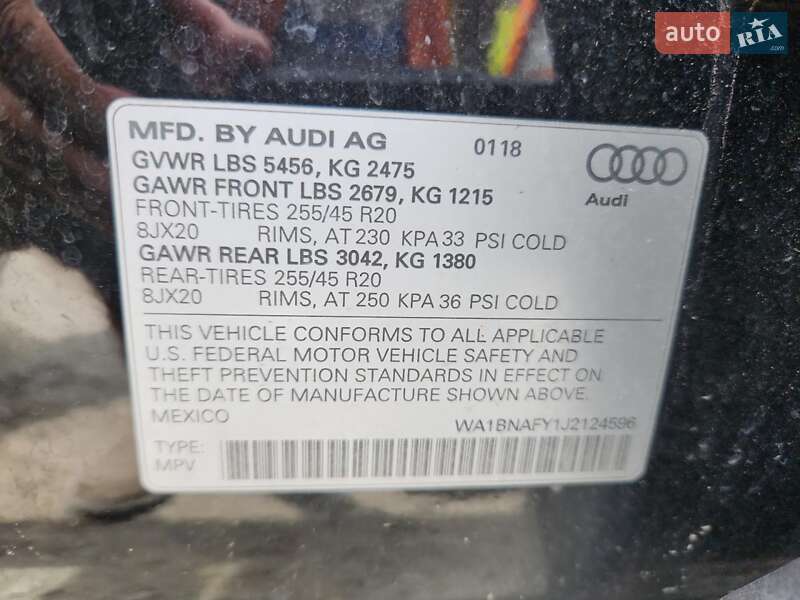 auto RIA.com
MFD. BY AUDI AG 0118
GVWR LBS 5456, KG 2475
GAWR FRONT LBS 2679, KG 1215
Audi
FRONT-TIRES 255/45 R20
8JX20 RIMS, AT 230 KPA 33 PSI COLD
GAWR REAR LBS 3042, KG 1380
REAR-TIRES 255/45 R20
8JX20 RIMS, AT 250 KPA 36 PSI COLD
THIS VEHICLE CONFORMS TO ALL APPLICABLE
U.S. FEDERAL MOTOR VEHICLE SAFETY AND
THEFT PREVENTION STANDARDS IN EFFECT ON
THE DATE OF MANUFACTURE SHOWN ABOVE.
MEXICO WA1BNAFY1J2124596
TYPE:
MPV